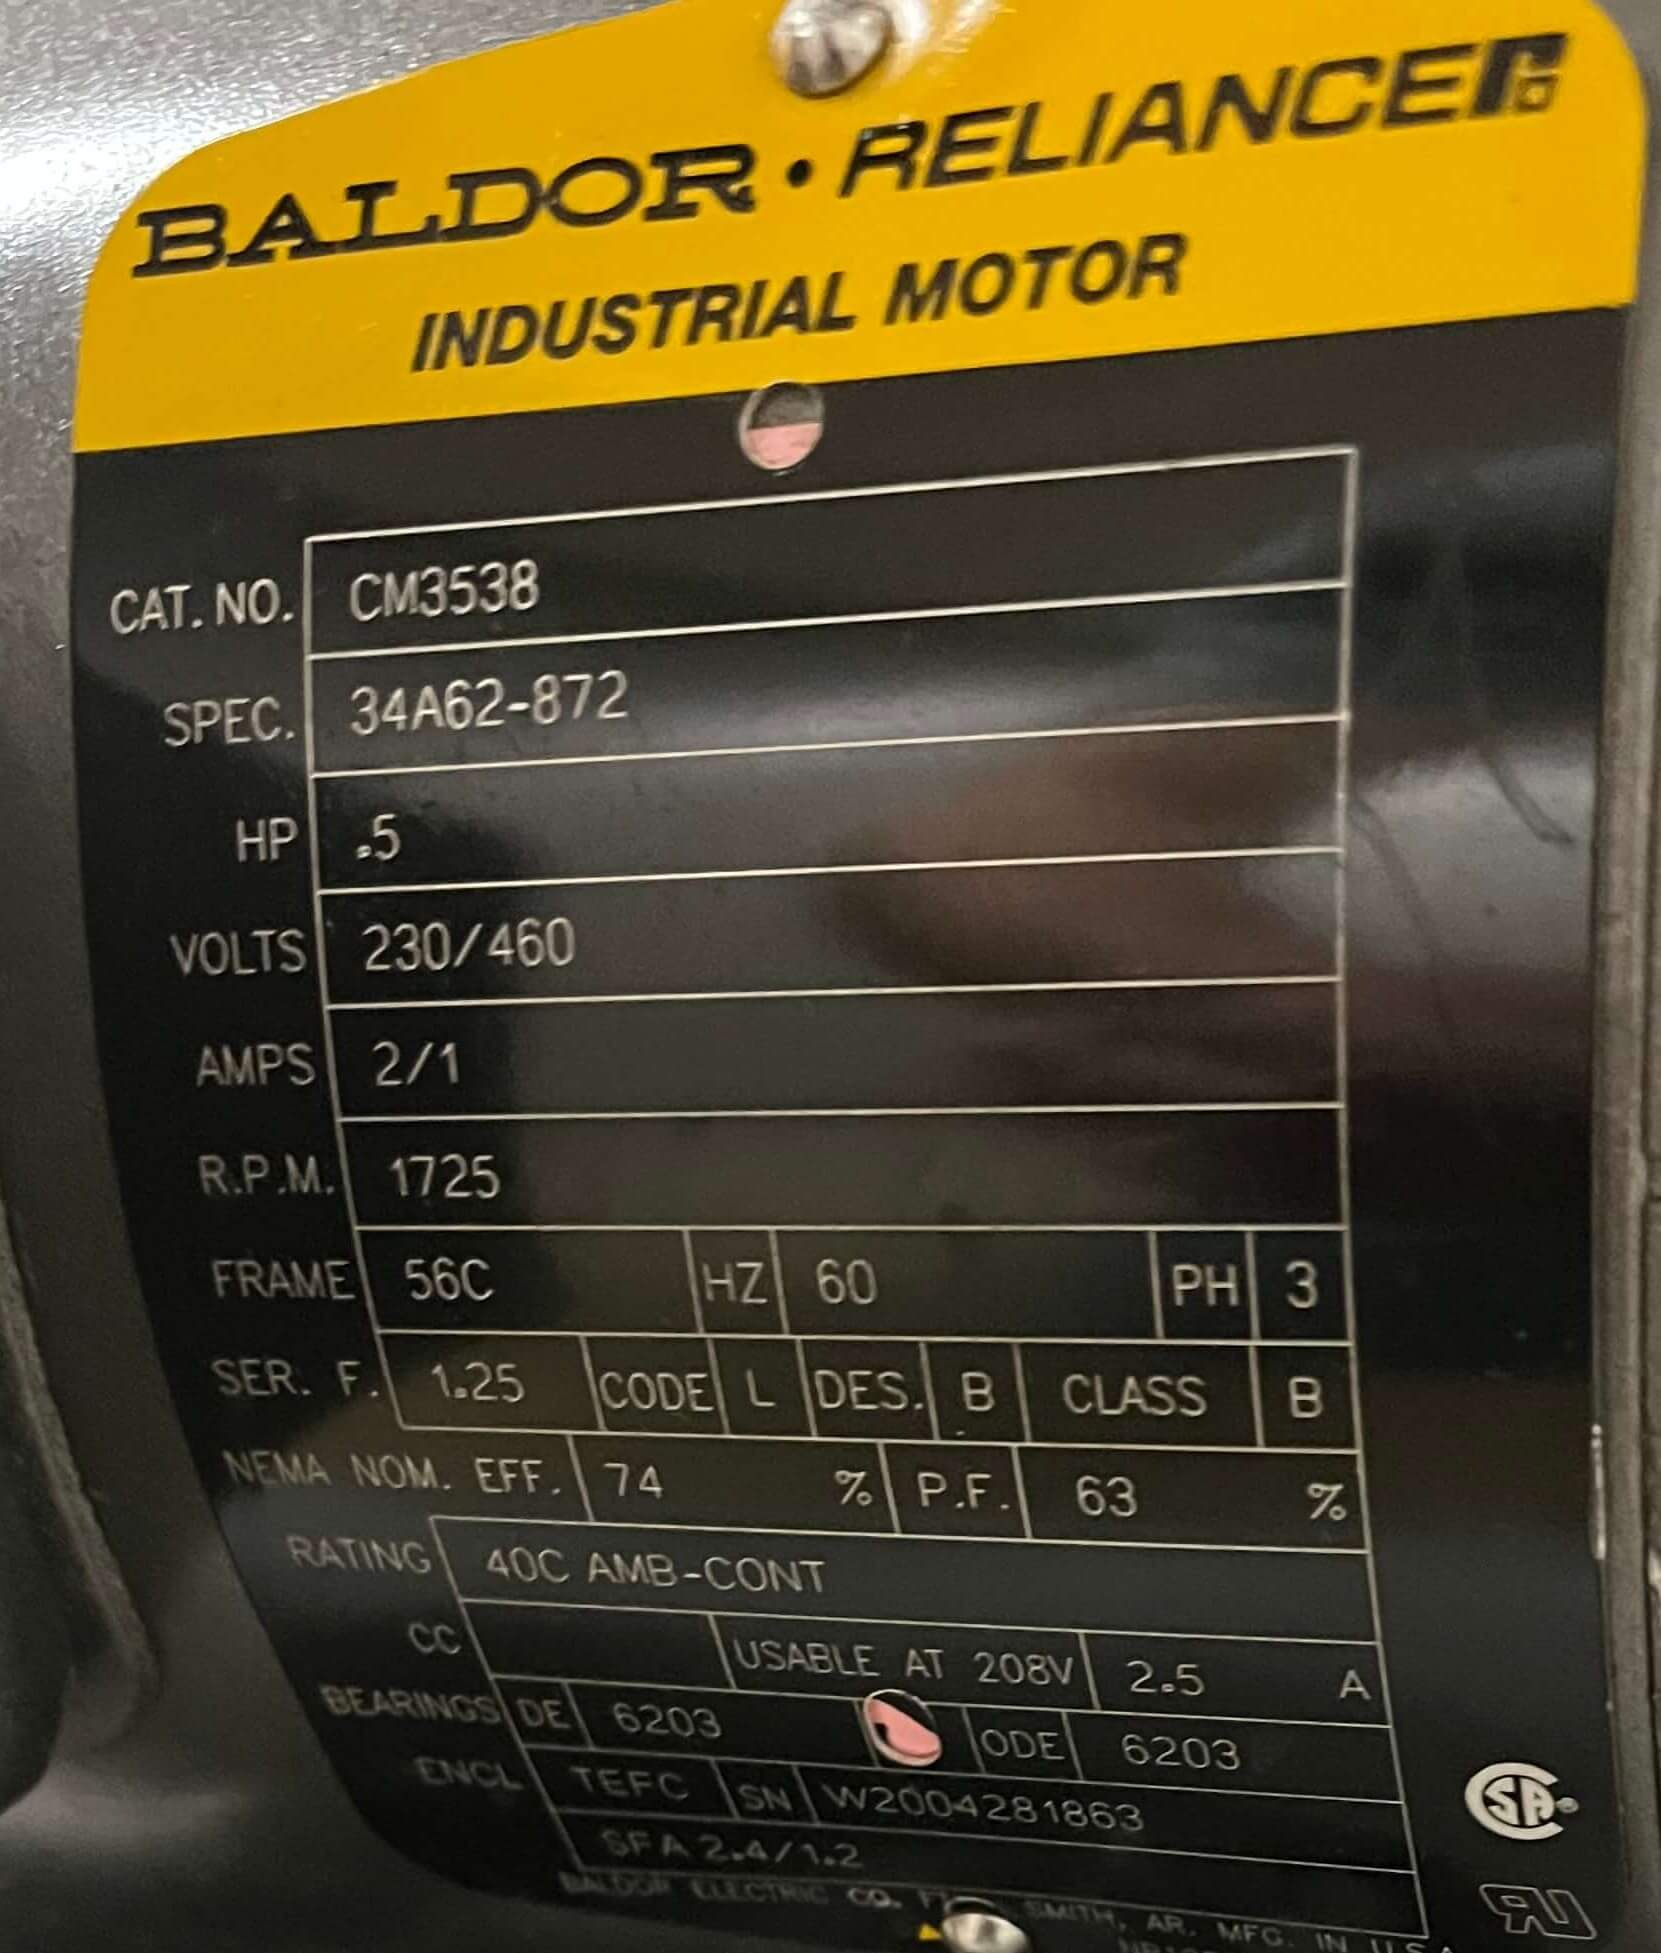 BALDOR • RELIANCE
INDUSTRIAL MOTOR
CAT. NO. CM3538
SPEC. 34A62-872
HP .5
VOLTS 230/460
AMPS 2/1
R.P.M. 1725
FRAME 56C HZ 60 PH 3
SER. F. 1.25 CODE L DES. B CLASS B
NEMA NOM. EFF. 74 % P.F. 63 %
RATING 40C AMB-CONT
CC USABLE AT 208V 2.5 A
BEARINGS DE 6203 ODE 6203
ENCL TEFC SN W2004281863
SFA 2.4/1.2
BALDOR ELECTRIC CO. SMITH, AR. MFG. IN U.S.A.